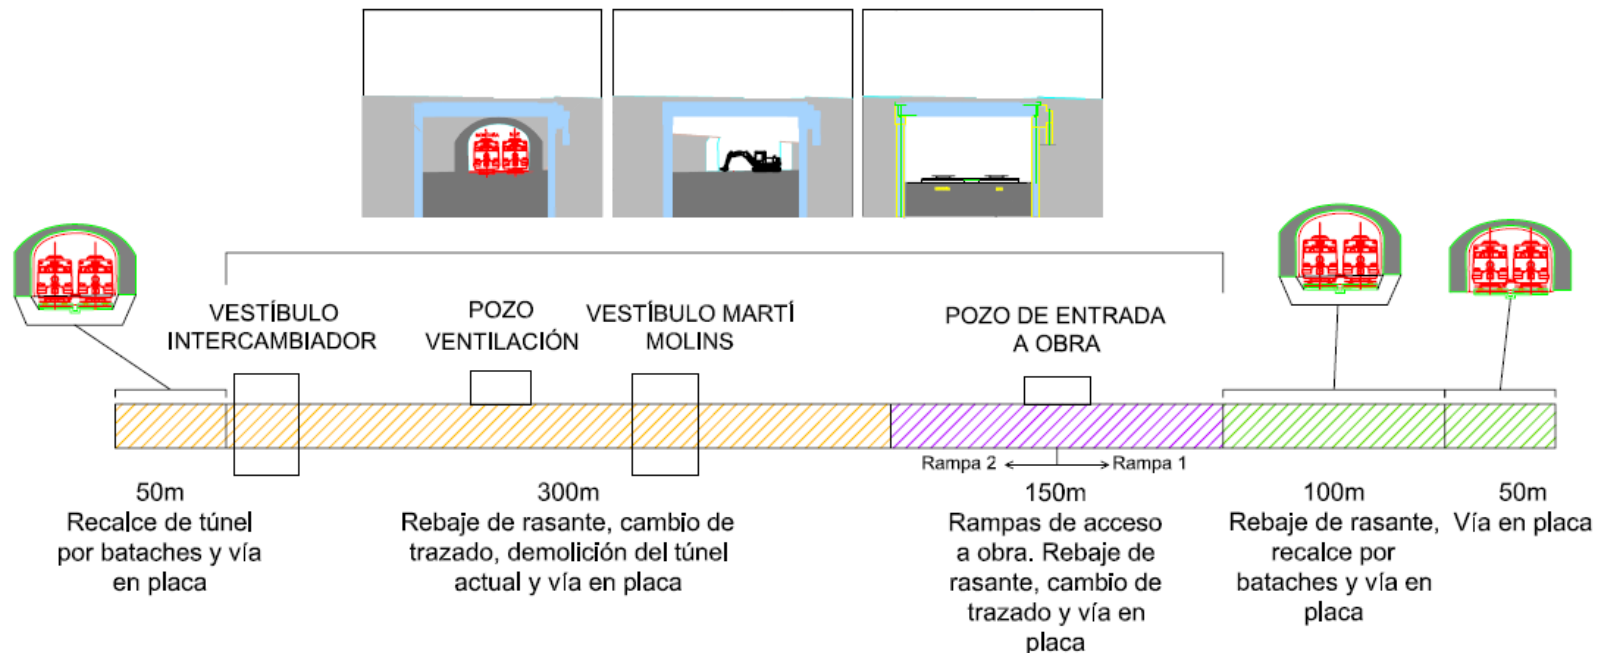 VESTÍBULO
INTERCAMBIADOR
POZO
VENTILACIÓN
VESTÍBULO MARTÍ
MOLINS
POZO DE ENTRADA
A OBRA
Rampa 2
Rampa 1
50m
Recalce de túnel
por bataches y vía
en placa
300m
Rebaje de rasante, cambio de
trazado, demolición del túnel
actual y vía en placa
150m
Rampas de acceso
a obra. Rebaje de
rasante, cambio de
trazado y vía en
placa
100m
Rebaje de rasante,
recalce por
bataches y vía en
placa
50m
Vía en placa